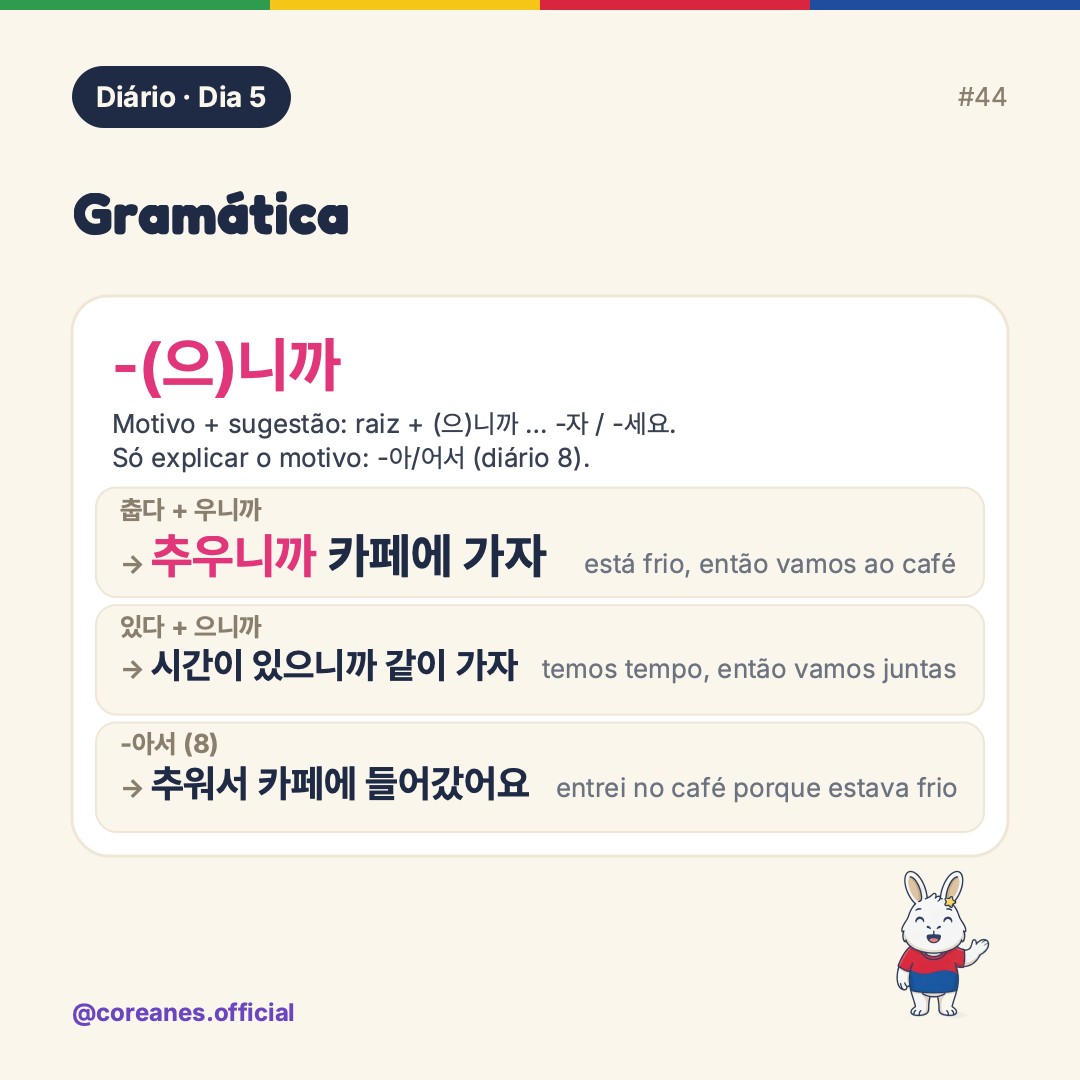 Diário · Dia 5
#44
Gramática
-(으)니까
Motivo + sugestão: raiz + (으)니까 ... -자 / -세요.
Só explicar o motivo: -아/어서 (diário 8).
춥다 + 우니까
→ 추우니까 카페에 가자 está frio, então vamos ao café
있다 + 으니까
→ 시간이 있으니까 같이 가자 temos tempo, então vamos juntas
-아서 (8)
→ 추워서 카페에 들어갔어요 entrei no café porque estava frio
@coreanes.official